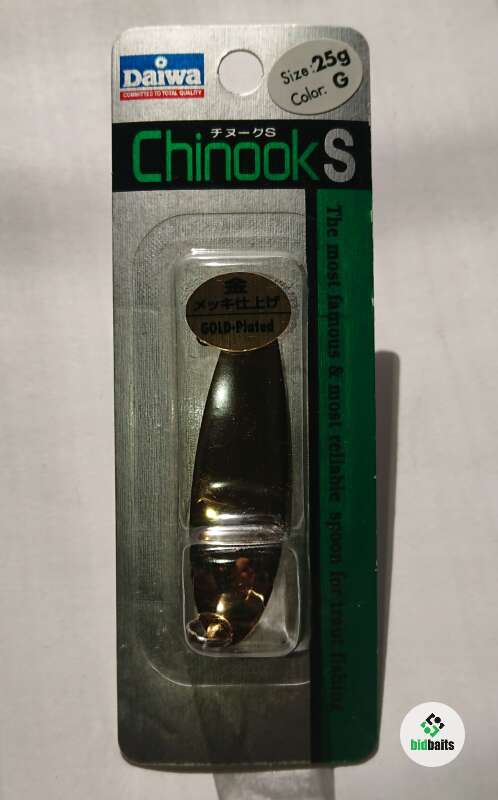 Daiwa
COMMITTED TO TOTAL QUALITY
Size: 25g
Color: G
チヌークS
Chinook S
金
メッキ仕上げ
GOLD・Plated
The most famous & most reliable spoon for trout fishing
bidbaits